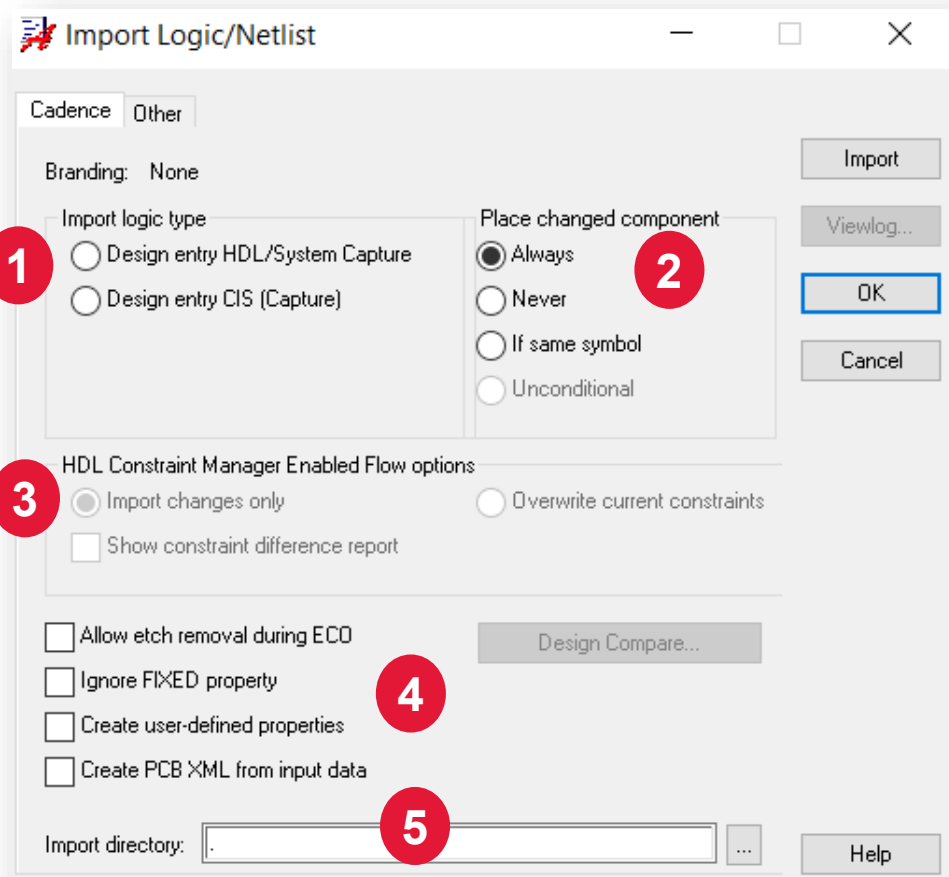 Import Logic/Netlist
Cadence
Other
Branding: None
Import
Import logic type
Place changed component
Viewlog...
1
Design entry HDL/System Capture
Always
2
Design entry CIS (Capture)
Never
OK
If same symbol
Cancel
Unconditional
HDL Constraint Manager Enabled Flow options
3
Import changes only
Overwrite current constraints
Show constraint difference report
Allow etch removal during ECO
Design Compare...
Ignore FIXED property
4
Create user-defined properties
Create PCB XML from input data
5
Import directory:
.
...
Help